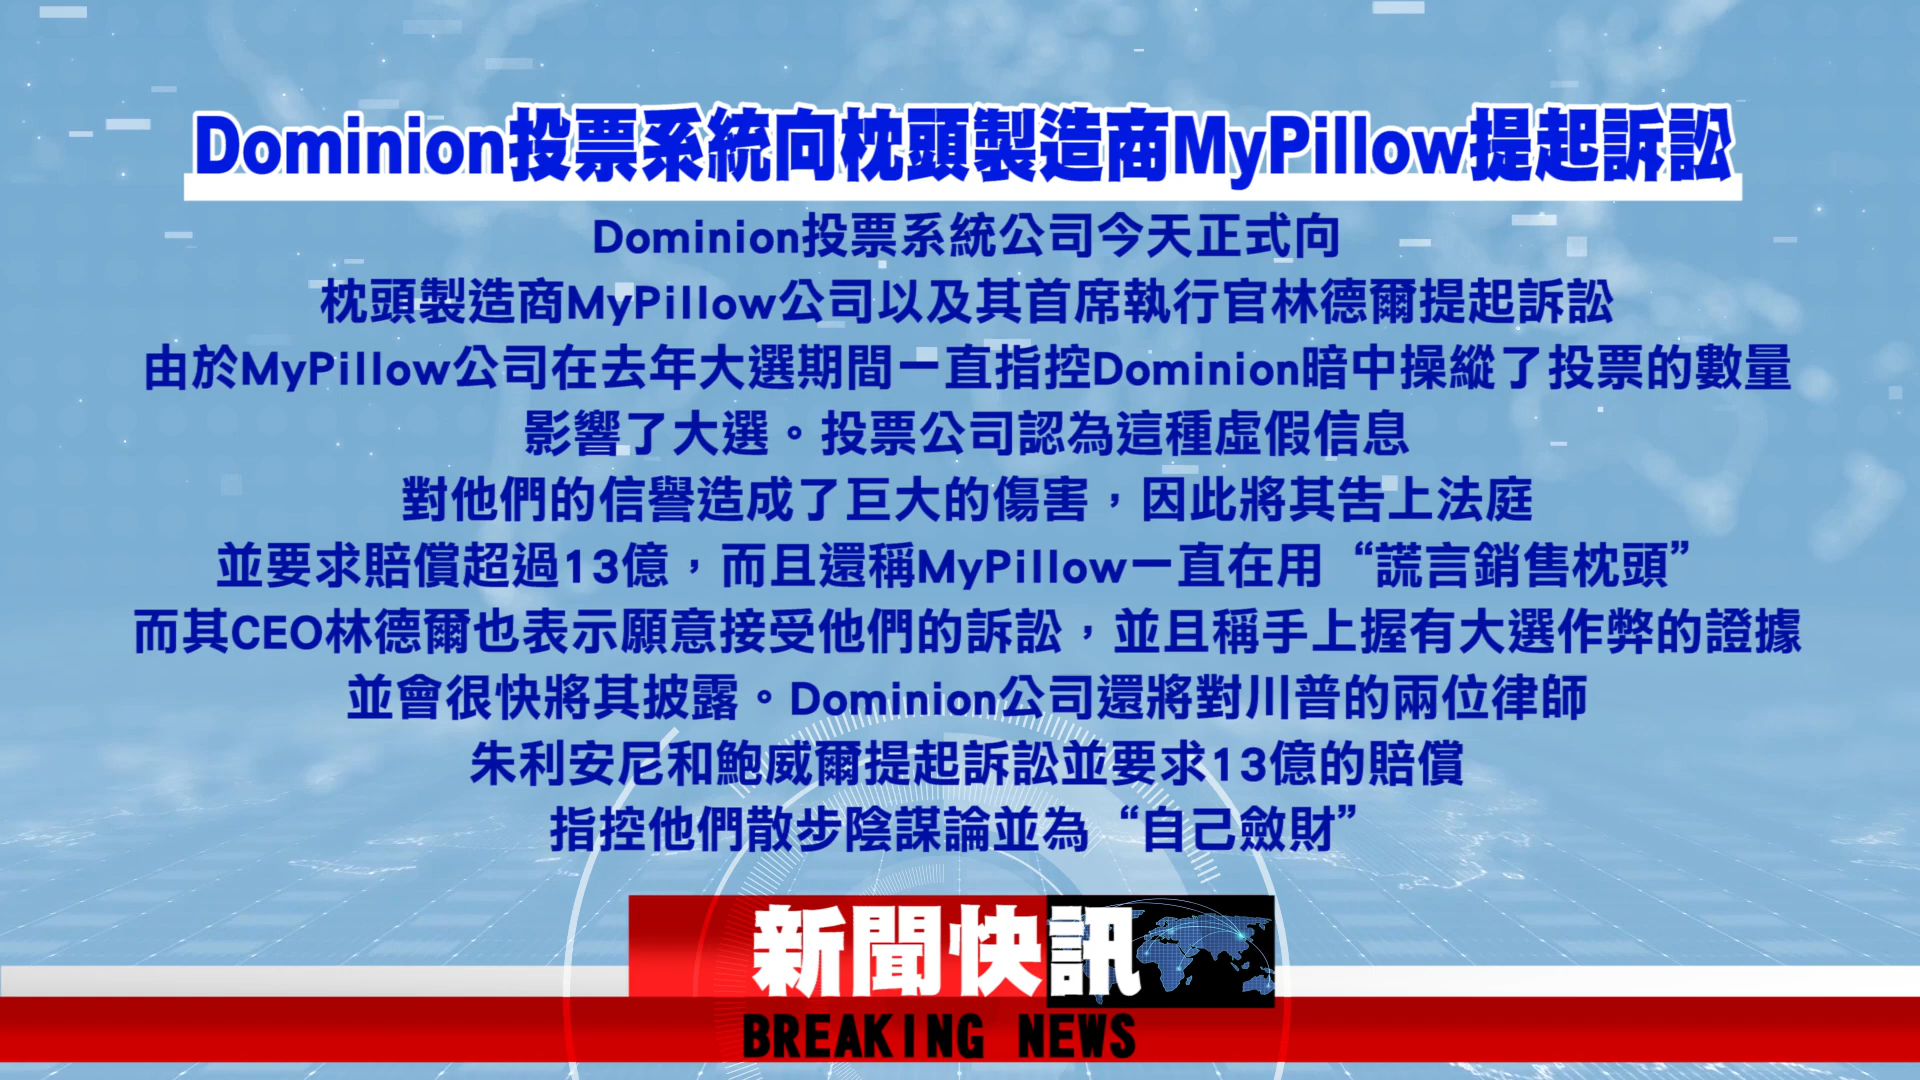 Dominion投票系統向枕頭製造商MyPillow提起訴訟
Dominion投票系統公司今天正式向
枕頭製造商MyPillow公司以及其首席執行官林德爾提起訴訟
由於MyPillow公司在去年大選期間一直指控Dominion暗中操縱了投票的數量
影響了大選。投票公司認為這種虛假信息
對他們的信譽造成了巨大的傷害，因此將其告上法庭
並要求賠償超過13億，而且還稱MyPillow一直在用“謊言銷售枕頭”
而其CEO林德爾也表示願意接受他們的訴訟，並且稱手上握有大選作弊的證據
並會很快將其披露。Dominion公司還將對川普的兩位律師
朱利安尼和鮑威爾提起訴訟並要求13億的賠償
指控他們散步陰謀論並為“自己斂財”
新聞快訊
BREAKING NEWS